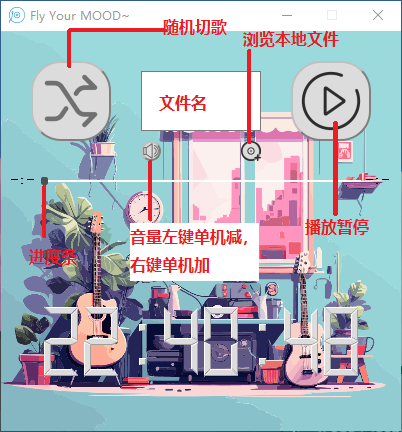 Fly Your MOOD~
随机切歌
浏览本地文件
文件名
--:--
--:--
播放暂停
音量左键单机减，
右键单机加
进度条
22:40:48